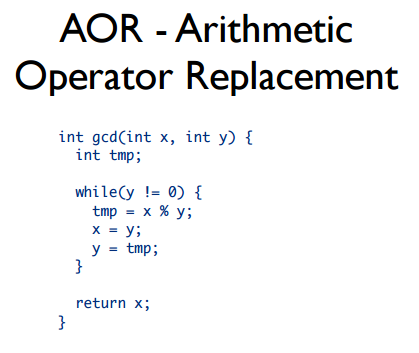 AOR - Arithmetic
Operator Replacement
int gcd(int x, int y) {
  int tmp;

  while(y != 0) {
    tmp = x % y;
    x = y;
    y = tmp;
  }

  return x;
}